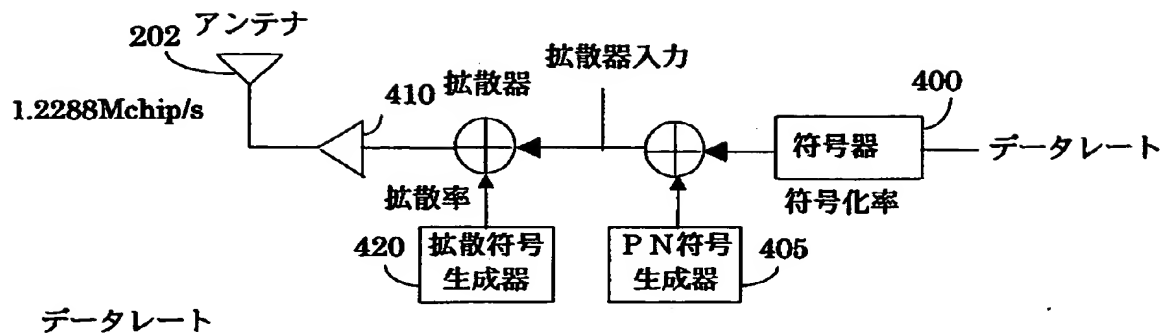 202 アンテナ
1.2288Mchip/s
410 拡散器
拡散器入力
400
符号器
データレート
符号化率
拡散率
420
拡散符号
生成器
PN符号
生成器
405
データレート